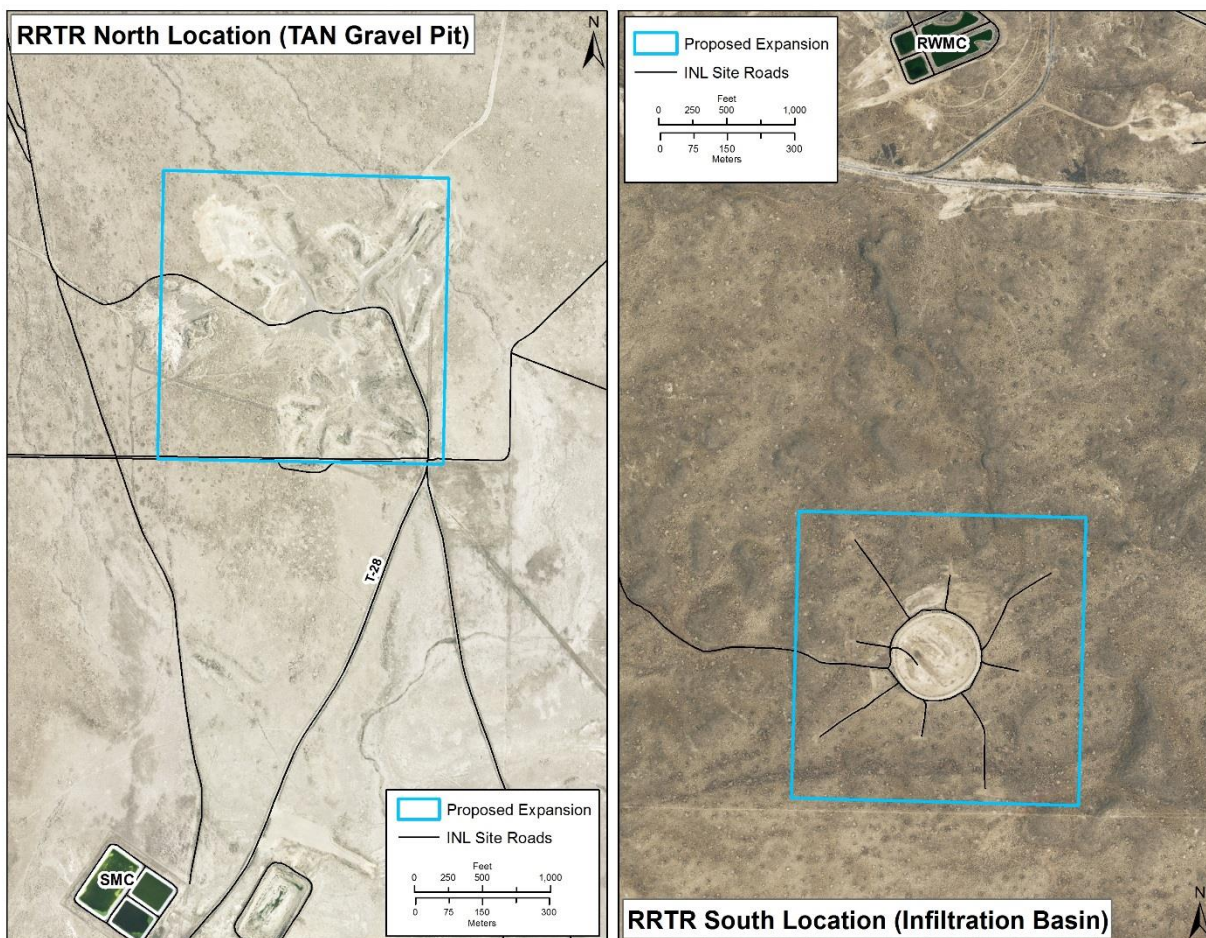 RRTR North Location (TAN Gravel Pit)
N
T-28
SMC
Proposed Expansion
INL Site Roads
Feet
0 250 500 1,000
0 75 150 300
Meters
RWMC
Proposed Expansion
INL Site Roads
Feet
0 250 500 1,000
0 75 150 300
Meters
N
RRTR South Location (Infiltration Basin)